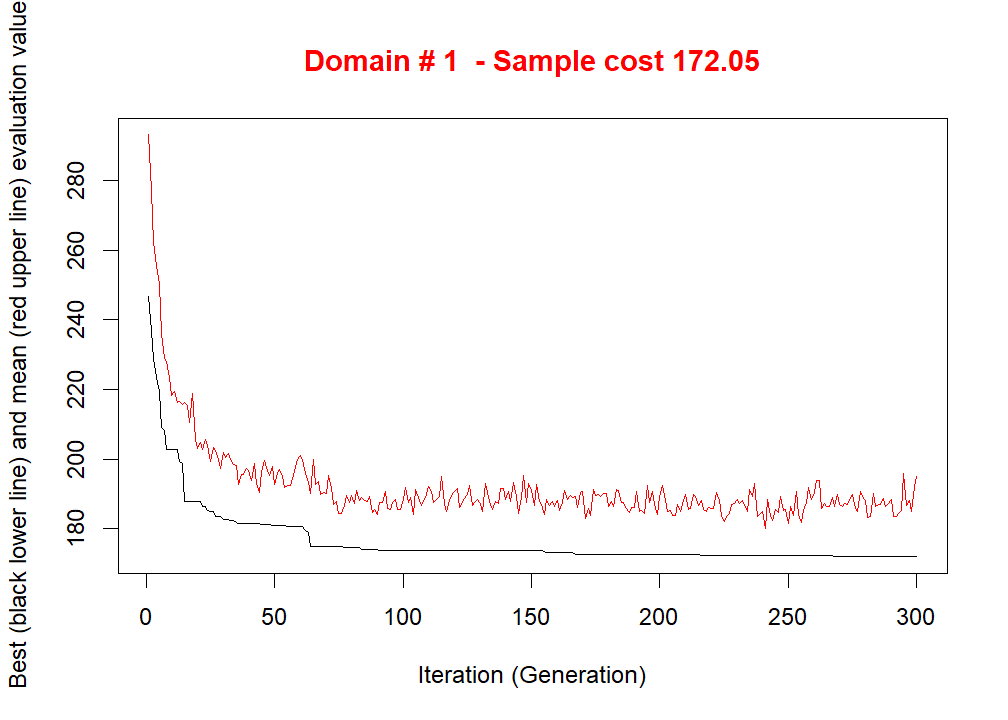 Domain # 1  - Sample cost 172.05
Best (black lower line) and mean (red upper line) evaluation value
280
260
240
220
200
180
0 50 100 150 200 250 300
Iteration (Generation)